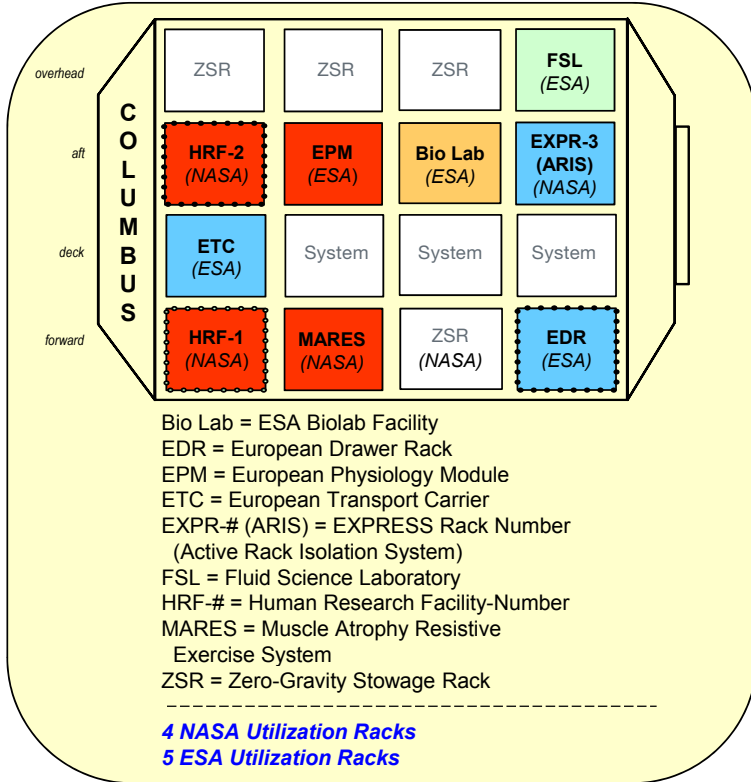 overhead
ZSR
ZSR
ZSR
FSL
(ESA)
COLUMBUS
aft
HRF-2
(NASA)
EPM
(ESA)
Bio Lab
(ESA)
EXPR-3
(ARIS)
(NASA)
deck
ETC
(ESA)
System
System
System
forward
HRF-1
(NASA)
MARES
(NASA)
ZSR
(NASA)
EDR
(ESA)
Bio Lab = ESA Biolab Facility
EDR = European Drawer Rack
EPM = European Physiology Module
ETC = European Transport Carrier
EXPR-# (ARIS) = EXPRESS Rack Number
(Active Rack Isolation System)
FSL = Fluid Science Laboratory
HRF-# = Human Research Facility-Number
MARES = Muscle Atrophy Resistive
Exercise System
ZSR = Zero-Gravity Stowage Rack
4 NASA Utilization Racks
5 ESA Utilization Racks